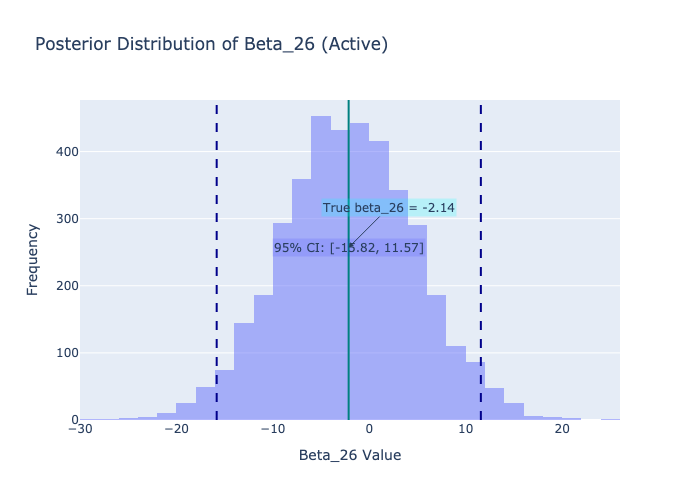 Posterior Distribution of Beta_26 (Active)
400
300
200
100
0
Frequency
True beta_26 = -2.14
95% CI: [-15.82, 11.57]
−30
−20
−10
0
10
20
Beta_26 Value